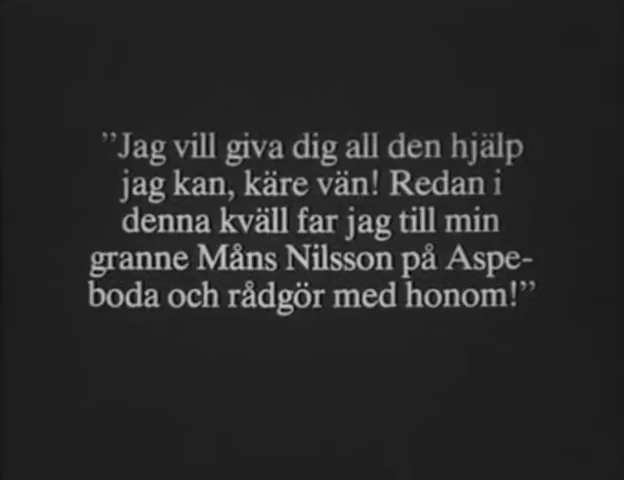 ”Jag vill giva dig all den hjälp
jag kan, käre vän! Redan i
denna kväll far jag till min
granne Måns Nilsson på Aspe-
boda och rådgör med honom!”